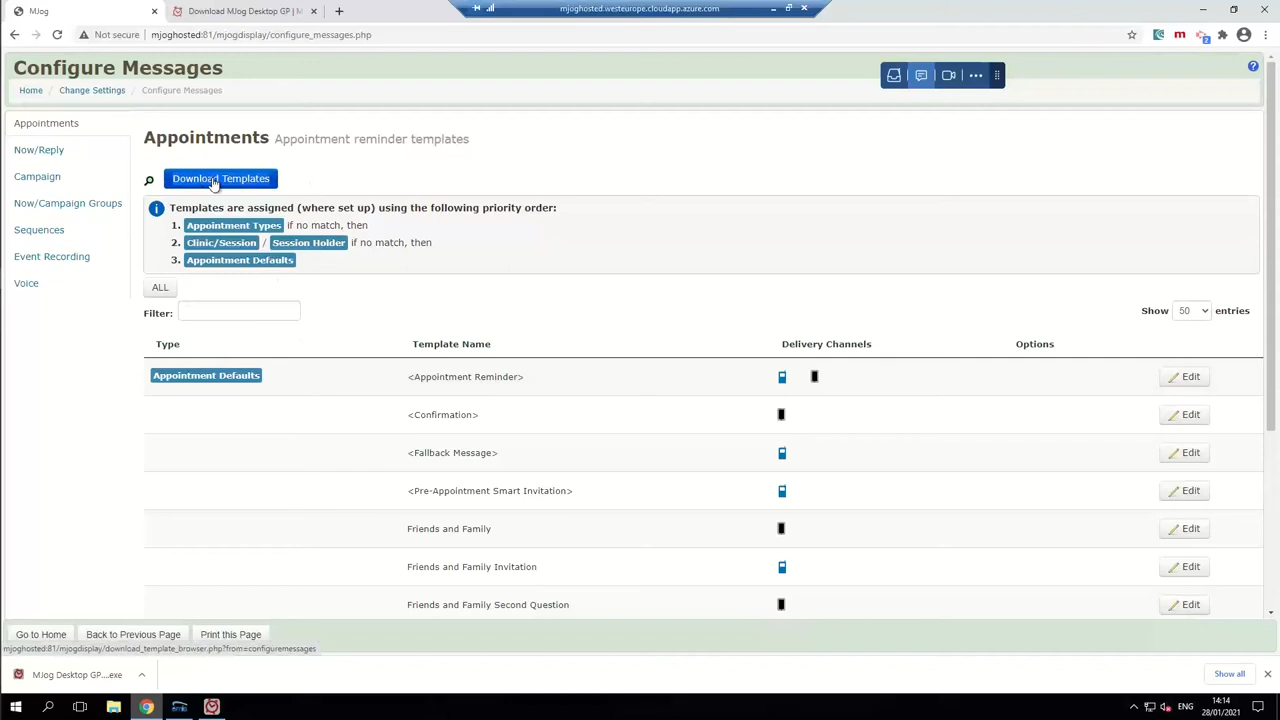 MJog
Download MJog Desktop GP | M
mjoghosted.westeurope.cloudapp.azure.com
Not secure
mjoghosted:81/mjogdisplay/configure_messages.php
2
Configure Messages
Home
Change Settings
Configure Messages
Appointments
Now/Reply
Campaign
Now/Campaign Groups
Sequences
Event Recording
Voice
Appointments Appointment reminder templates
Download Templates
Templates are assigned (where set up) using the following priority order:
1. Appointment Types if no match, then
2. Clinic/Session / Session Holder if no match, then
3. Appointment Defaults
ALL
Filter:
Show 50 entries
Type Template Name Delivery Channels Options
Appointment Defaults <Appointment Reminder> Edit
<Confirmation> Edit
<Fallback Message> Edit
<Pre-Appointment Smart Invitation> Edit
Friends and Family Edit
Friends and Family Invitation Edit
Friends and Family Second Question Edit
Go to Home Back to Previous Page Print this Page
mjoghosted:81/mjogdisplay/download_template_browser.php?from=configuremessages
MJog Desktop GP....exe
Show all
ENG
14:14
28/01/2021